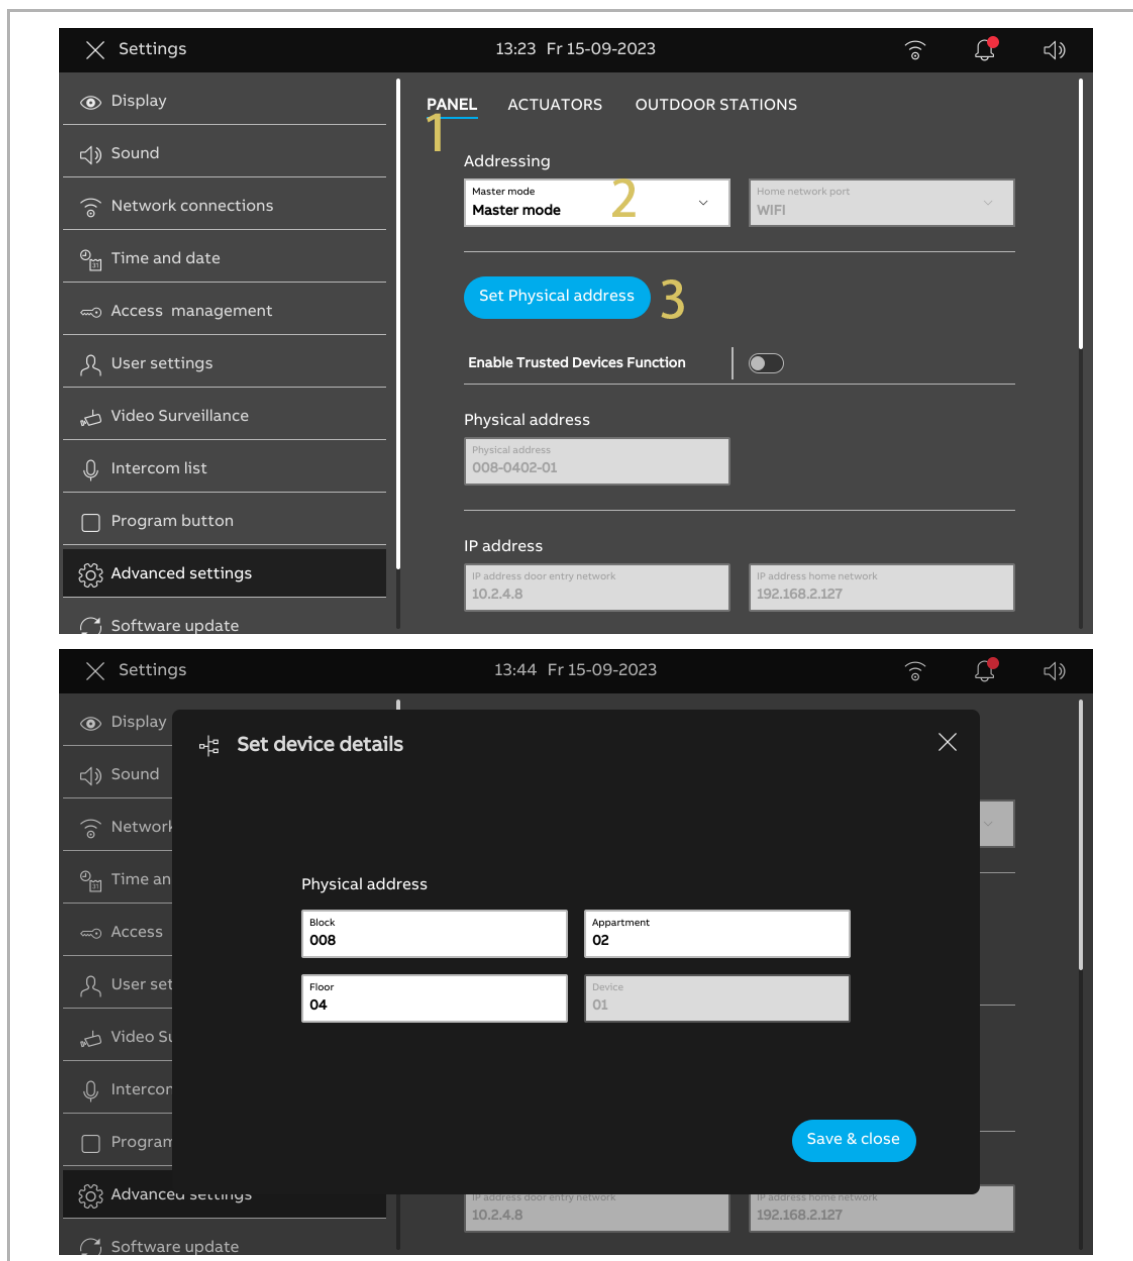 Settings
13:23 Fr 15-09-2023
Display
Sound
Network connections
Time and date
Access management
User settings
Video Surveillance
Intercom list
Program button
Advanced settings
Software update
PANEL ACTUATORS OUTDOOR STATIONS
1
Addressing
Master mode
Master mode
2
Home network port
WIFI
Set Physical address
3
Enable Trusted Devices Function
Physical address
Physical address
008-0402-01
IP address
IP address door entry network
10.2.4.8
IP address home network
192.168.2.127
Settings
13:44 Fr 15-09-2023
Display
Sound
Network
Time an
Access
User set
Video Su
Intercor
Program
Advanced settings
Software update
Set device details
Physical address
Block
008
Appartment
02
Floor
04
Device
01
Save & close
IP address door entry network
10.2.4.8
IP address home network
192.168.2.127